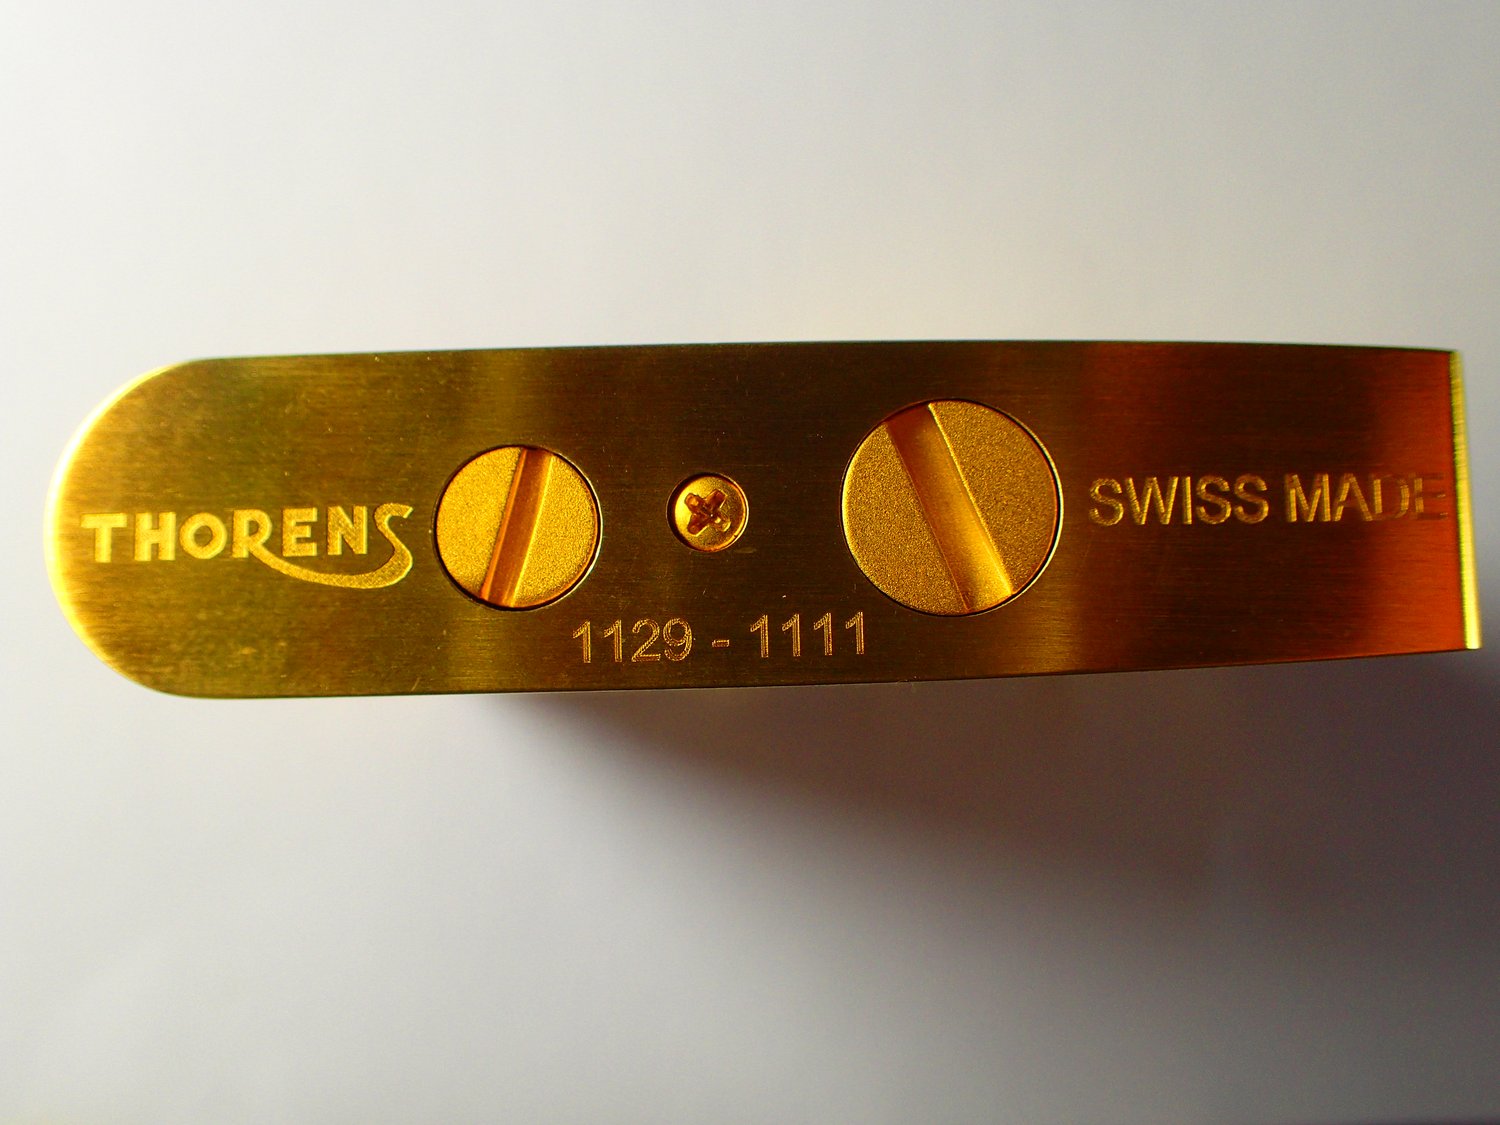 THORENS
SWISS MADE
1129 - 1111